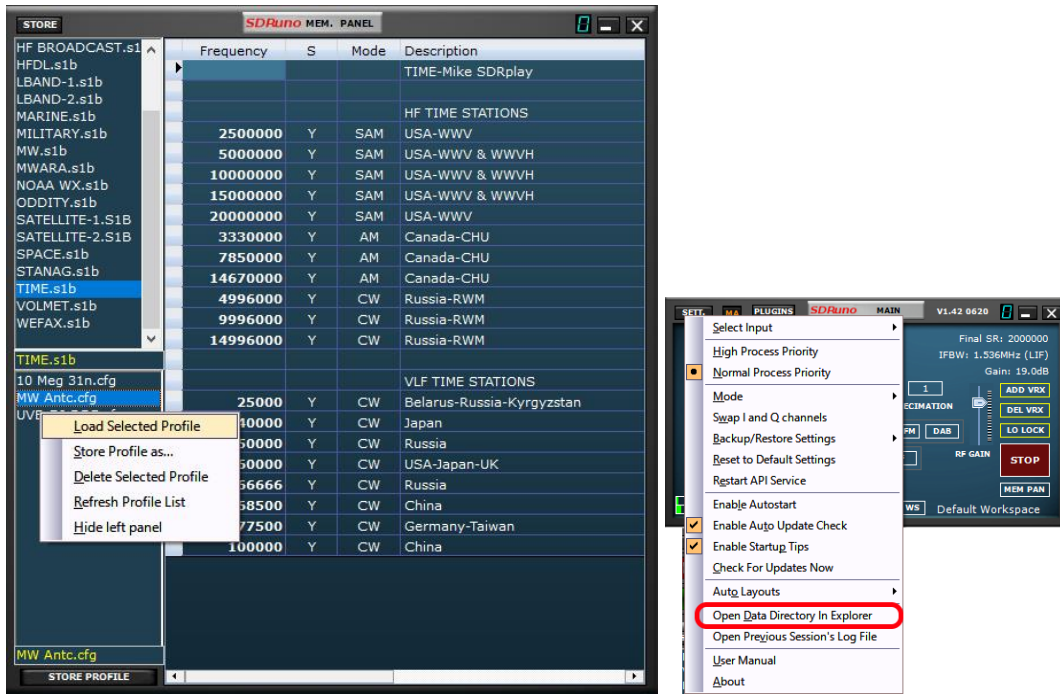 STORE
SDRuno MEM. PANEL
HF BROADCAST.s1
HFDL.s1b
LBAND-1.s1b
LBAND-2.s1b
MARINE.s1b
MILITARY.s1b
MW.s1b
MWARA.s1b
NOAA WX.s1b
ODDITY.s1b
SATELLITE-1.S1B
SATELLITE-2.S1B
SPACE.s1b
STANAG.s1b
TIME.s1b
VOLMET.s1b
WEFAX.s1b
TIME.s1b
10 Meg 31n.cfg
MW Antc.cfg
Load Selected Profile
Store Profile as...
Delete Selected Profile
Refresh Profile List
Hide left panel
MW Antc.cfg
STORE PROFILE
Frequency S Mode Description
TIME-Mike SDRplay
HF TIME STATIONS
2500000 Y SAM USA-WWV
5000000 Y SAM USA-WWV & WWVH
10000000 Y SAM USA-WWV & WWVH
15000000 Y SAM USA-WWV & WWVH
20000000 Y SAM USA-WWV
3330000 Y AM Canada-CHU
7850000 Y AM Canada-CHU
14670000 Y AM Canada-CHU
4996000 Y CW Russia-RWM
9996000 Y CW Russia-RWM
14996000 Y CW Russia-RWM
VLF TIME STATIONS
25000 Y CW Belarus-Russia-Kyrgyzstan
40000 Y CW Japan
50000 Y CW Russia
60000 Y CW USA-Japan-UK
66666 Y CW Russia
68500 Y CW China
77500 Y CW Germany-Taiwan
100000 Y CW China
SETT. MA PLUGINS SDRuno MAIN V1.42 0620
Final SR: 2000000
IFBW: 1.536MHz (LIF)
Gain: 19.0dB
1 ADD VRX
DEL VRX
FM DAB LO LOCK
RF GAIN STOP
MEM PAN
WS Default Workspace
Select Input
High Process Priority
Normal Process Priority
Mode
Swap I and Q channels
Backup/Restore Settings
Reset to Default Settings
Restart API Service
Enable Autostart
Enable Auto Update Check
Enable Startup Tips
Check For Updates Now
Auto Layouts
Open Data Directory In Explorer
Open Previous Session's Log File
User Manual
About